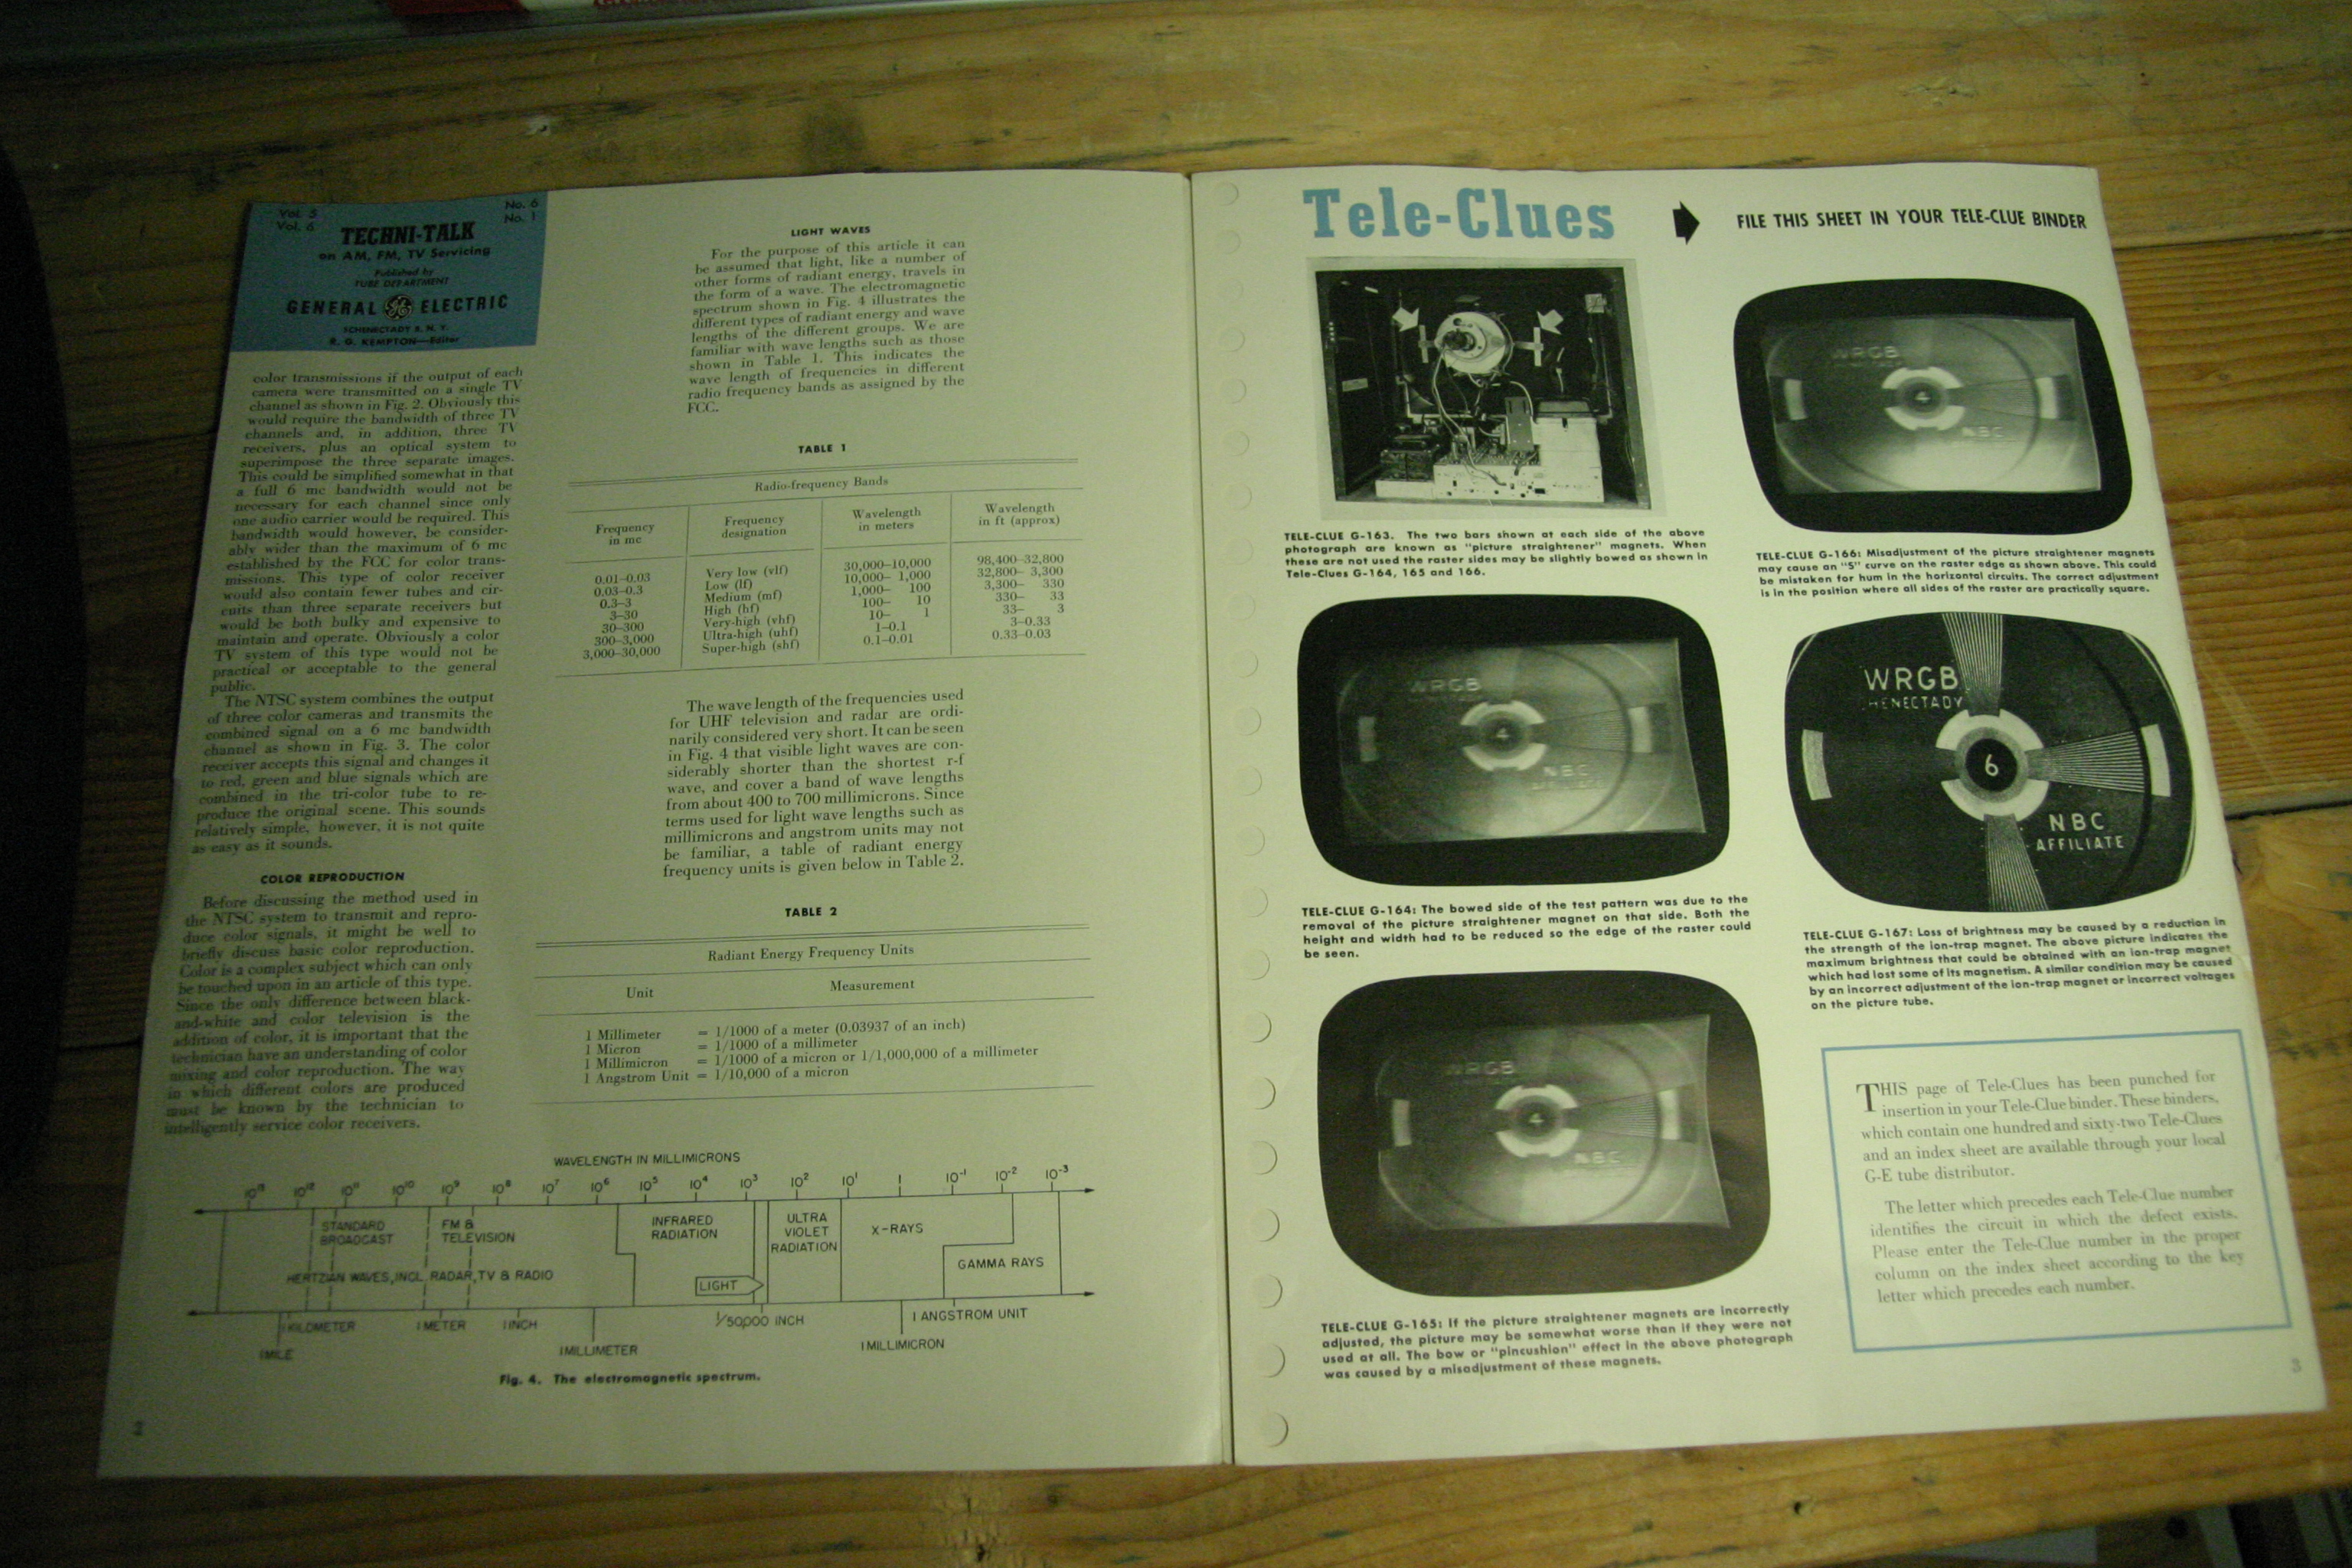 Vol. 5 No. 6
Vol. 6 No. 1
TECHNI-TALK
on AM, FM, TV Servicing
Published by
TUBE DEPARTMENT
GENERAL GE ELECTRIC
SCHENECTADY 5, N. Y.
R. G. KEMPTON—Editor
color transmissions if the output of each
camera were transmitted on a single TV
channel as shown in Fig. 2. Obviously this
would require the bandwidth of three TV
channels and, in addition, three TV
receivers, plus an optical system to
superimpose the three separate images.
This could be simplified somewhat in that
a full 6 mc bandwidth would not be
necessary for each channel since only
one audio carrier would be required. This
bandwidth would however, be consider-
ably wider than the maximum of 6 mc
established by the FCC for color trans-
missions. This type of color receiver
would also contain fewer tubes and cir-
cuits than three separate receivers but
would be both bulky and expensive to
maintain and operate. Obviously a color
TV system of this type would not be
practical or acceptable to the general
public.
The NTSC system combines the output
of three color cameras and transmits the
combined signal on a 6 mc bandwidth
channel as shown in Fig. 3. The color
receiver accepts this signal and changes it
to red, green and blue signals which are
combined in the tri-color tube to re-
produce the original scene. This sounds
relatively simple, however, it is not quite
as easy as it sounds.
COLOR REPRODUCTION
Before discussing the method used in
the NTSC system to transmit and repro-
duce color signals, it might be well to
briefly discuss basic color reproduction.
Color is a complex subject which can only
be touched upon in an article of this type.
Since the only difference between black-
and-white and color television is the
addition of color, it is important that the
technician have an understanding of color
mixing and color reproduction. The way
in which different colors are produced
must be known by the technician to
intelligently service color receivers.
LIGHT WAVES
For the purpose of this article it can
be assumed that light, like a number of
other forms of radiant energy, travels in
the form of a wave. The electromagnetic
spectrum shown in Fig. 4 illustrates the
different types of radiant energy and wave
lengths of the different groups. We are
familiar with wave lengths such as those
shown in Table 1. This indicates the
wave length of frequencies in different
radio frequency bands as assigned by the
FCC.
TABLE 1
Radio-frequency Bands
Frequency in mc Frequency designation Wavelength in meters Wavelength in ft (approx)
0.01–0.03 Very low (vlf) 30,000–10,000 98,400–32,800
0.03–0.3 Low (lf) 10,000– 1,000 32,800– 3,300
0.3–3 Medium (mf) 1,000– 100 3,300– 330
3–30 High (hf) 100– 10 330– 33
30–300 Very-high (vhf) 10– 1 33– 3
300–3,000 Ultra-high (uhf) 1–0.1 3–0.33
3,000–30,000 Super-high (shf) 0.1–0.01 0.33–0.03
The wave length of the frequencies used
for UHF television and radar are ordi-
narily considered very short. It can be seen
in Fig. 4 that visible light waves are con-
siderably shorter than the shortest r-f
wave, and cover a band of wave lengths
from about 400 to 700 millimicrons. Since
terms used for light wave lengths such as
millimicrons and angstrom units may not
be familiar, a table of radiant energy
frequency units is given below in Table 2.
TABLE 2
Radiant Energy Frequency Units
Unit Measurement
1 Millimeter = 1/1000 of a meter (0.03937 of an inch)
1 Micron = 1/1000 of a millimeter
1 Millimicron = 1/1000 of a micron or 1/1,000,000 of a millimeter
1 Angstrom Unit = 1/10,000 of a micron
WAVELENGTH IN MILLIMICRONS
10¹³ 10¹² 10¹¹ 10¹⁰ 10⁹ 10⁸ 10⁷ 10⁶ 10⁵ 10⁴ 10³ 10² 10¹ 1 10⁻¹ 10⁻² 10⁻³
STANDARD BROADCAST
FM & TELEVISION
INFRARED RADIATION
ULTRA VIOLET RADIATION
X-RAYS
HERTZIAN WAVES, INCL. RADAR, TV & RADIO
LIGHT
GAMMA RAYS
1 MILE
1 KILOMETER
1 METER
1 INCH
1 MILLIMETER
1/50,000 INCH
1 MILLIMICRON
1 ANGSTROM UNIT
Fig. 4. The electromagnetic spectrum.
2
Tele-Clues
FILE THIS SHEET IN YOUR TELE-CLUE BINDER
TELE-CLUE G-163. The two bars shown at each side of the above
photograph are known as "picture straightener" magnets. When
these are not used the raster sides may be slightly bowed as shown in
Tele-Clues G-164, 165 and 166.
WRGB
4
NBC
TELE-CLUE G-164: The bowed side of the test pattern was due to the
removal of the picture straightener magnet on that side. Both the
height and width had to be reduced so the edge of the raster could
be seen.
WRGB
4
NBC
TELE-CLUE G-165: If the picture straightener magnets are incorrectly
adjusted, the picture may be somewhat worse than if they were not
used at all. The bow or "pincushion" effect in the above photograph
was caused by a misadjustment of these magnets.
WRGB
4
NBC
TELE-CLUE G-166: Misadjustment of the picture straightener magnets
may cause an "S" curve on the raster edge as shown above. This could
be mistaken for hum in the horizontal circuits. The correct adjustment
is in the position where all sides of the raster are practically square.
WRGB
HENECTADY
6
NBC
AFFILIATE
TELE-CLUE G-167: Loss of brightness may be caused by a reduction in
the strength of the ion-trap magnet. The above picture indicates the
maximum brightness that could be obtained with an ion-trap magnet
which had lost some of its magnetism. A similar condition may be caused
by an incorrect adjustment of the ion-trap magnet or incorrect voltages
on the picture tube.
THIS page of Tele-Clues has been punched for
insertion in your Tele-Clue binder. These binders,
which contain one hundred and sixty-two Tele-Clues
and an index sheet are available through your local
G-E tube distributor.
The letter which precedes each Tele-Clue number
identifies the circuit in which the defect exists.
Please enter the Tele-Clue number in the proper
column on the index sheet according to the key
letter which precedes each number.
3